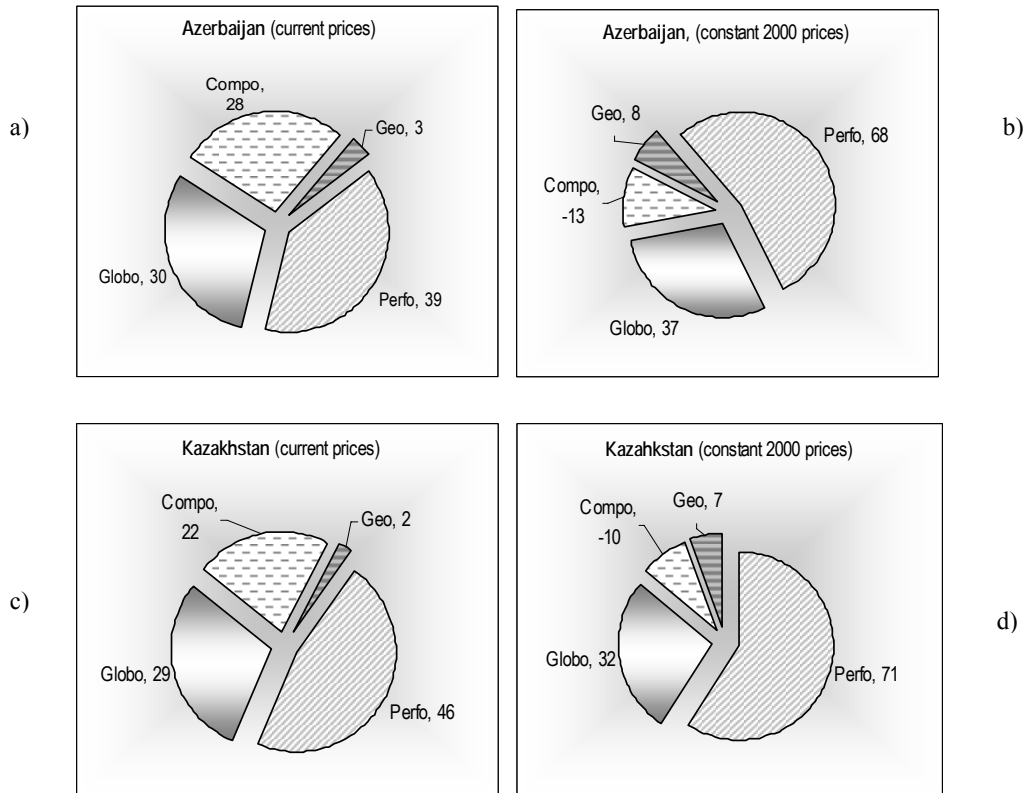 a)
Azerbaijan (current prices)
Compo,
28
Geo, 3
Globo, 30
Perfo, 39
b)
Azerbaijan, (constant 2000 prices)
Geo, 8
Perfo, 68
Compo,
-13
Globo, 37
c)
Kazakhstan (current prices)
Compo,
22
Geo, 2
Globo, 29
Perfo, 46
d)
Kazahkstan (constant 2000 prices)
Compo,
-10
Geo, 7
Globo, 32
Perfo, 71